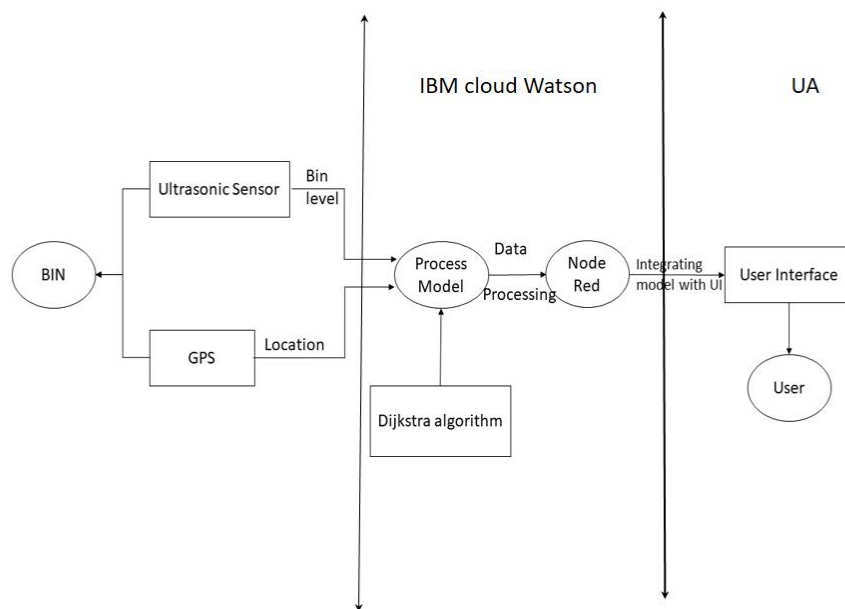 IBM cloud Watson
UA
Ultrasonic Sensor
Bin
level
BIN
GPS
Location
Process
Model
Data
Processing
Node
Red
Integrating
model with UI
User Interface
User
Dijkstra algorithm